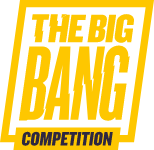 THE BIG
BANG
COMPETITION